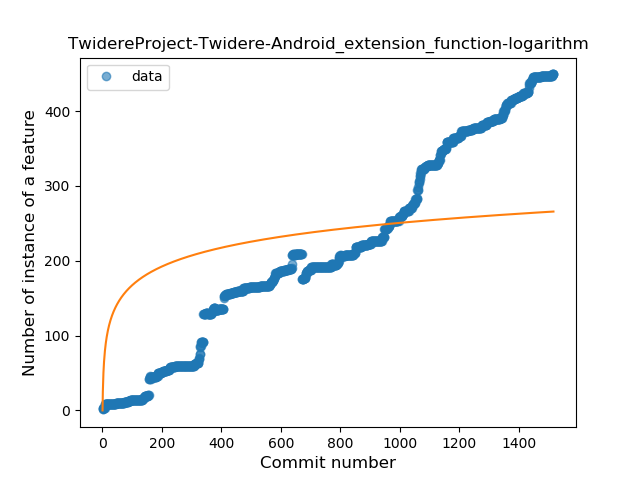 TwidereProject-Twidere-Android_extension_function-logarithm
data
Number of instance of a feature
400
300
200
100
0
0 200 400 600 800 1000 1200 1400
Commit number